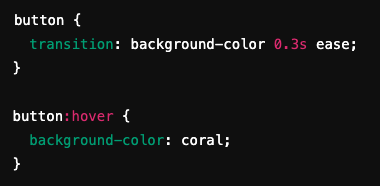 button {
  transition: background-color 0.3s ease;
}

button:hover {
  background-color: coral;
}